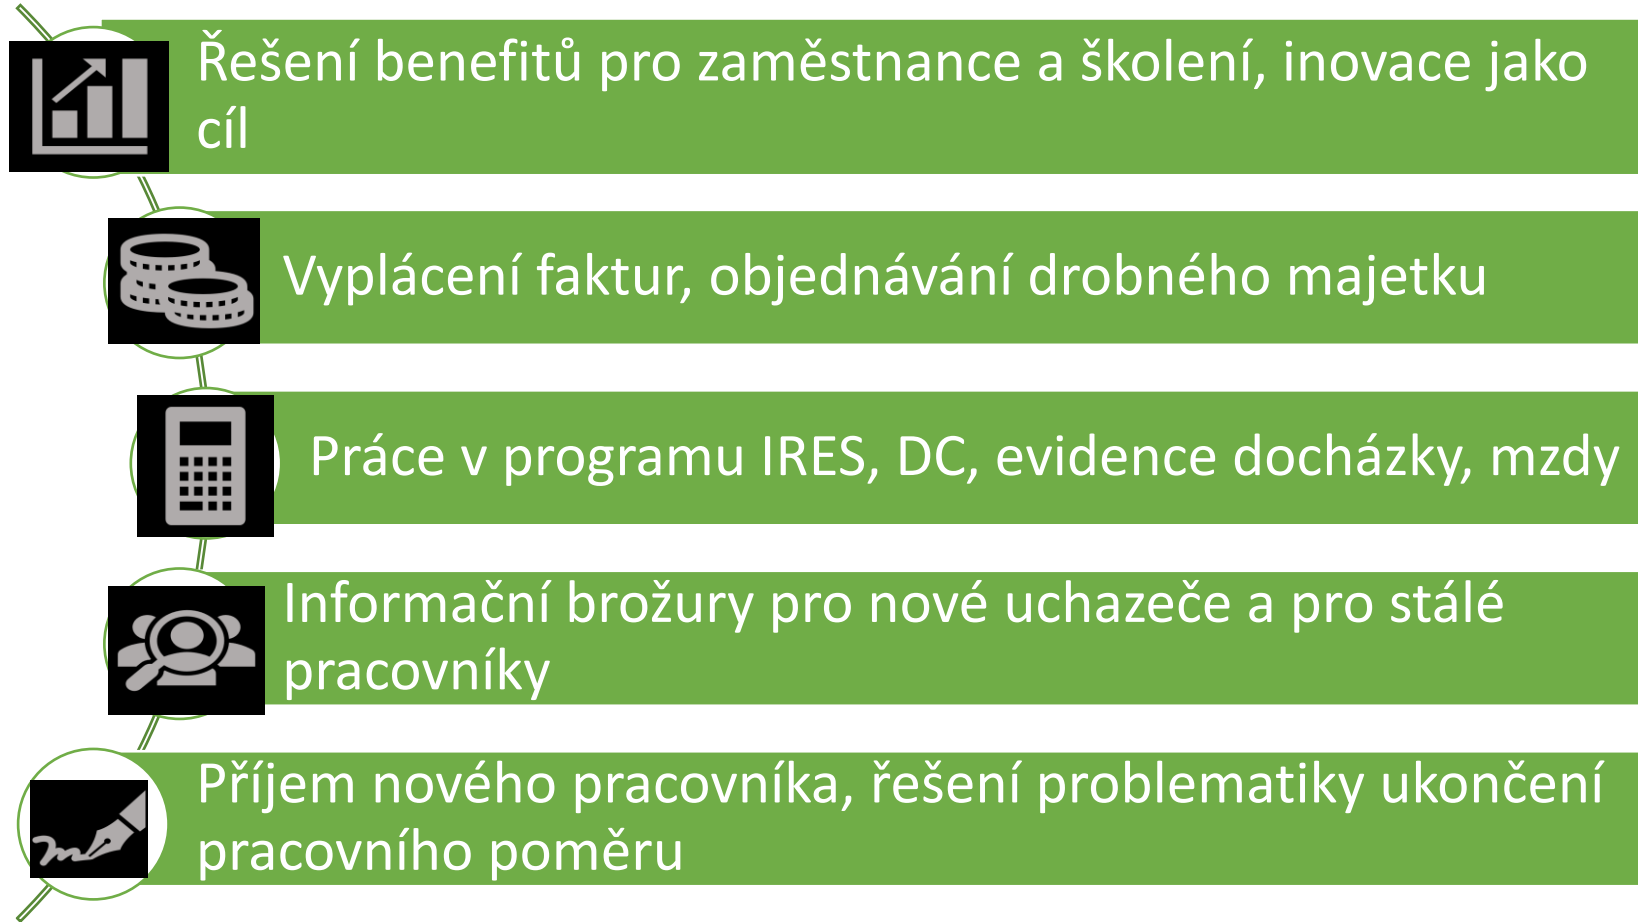 Řešení benefitů pro zaměstnance a školení, inovace jako
cíl
Vyplácení faktur, objednávání drobného majetku
Práce v programu IRES, DC, evidence docházky, mzdy
Informační brožury pro nové uchazeče a pro stálé
pracovníky
Příjem nového pracovníka, řešení problematiky ukončení
pracovního poměru